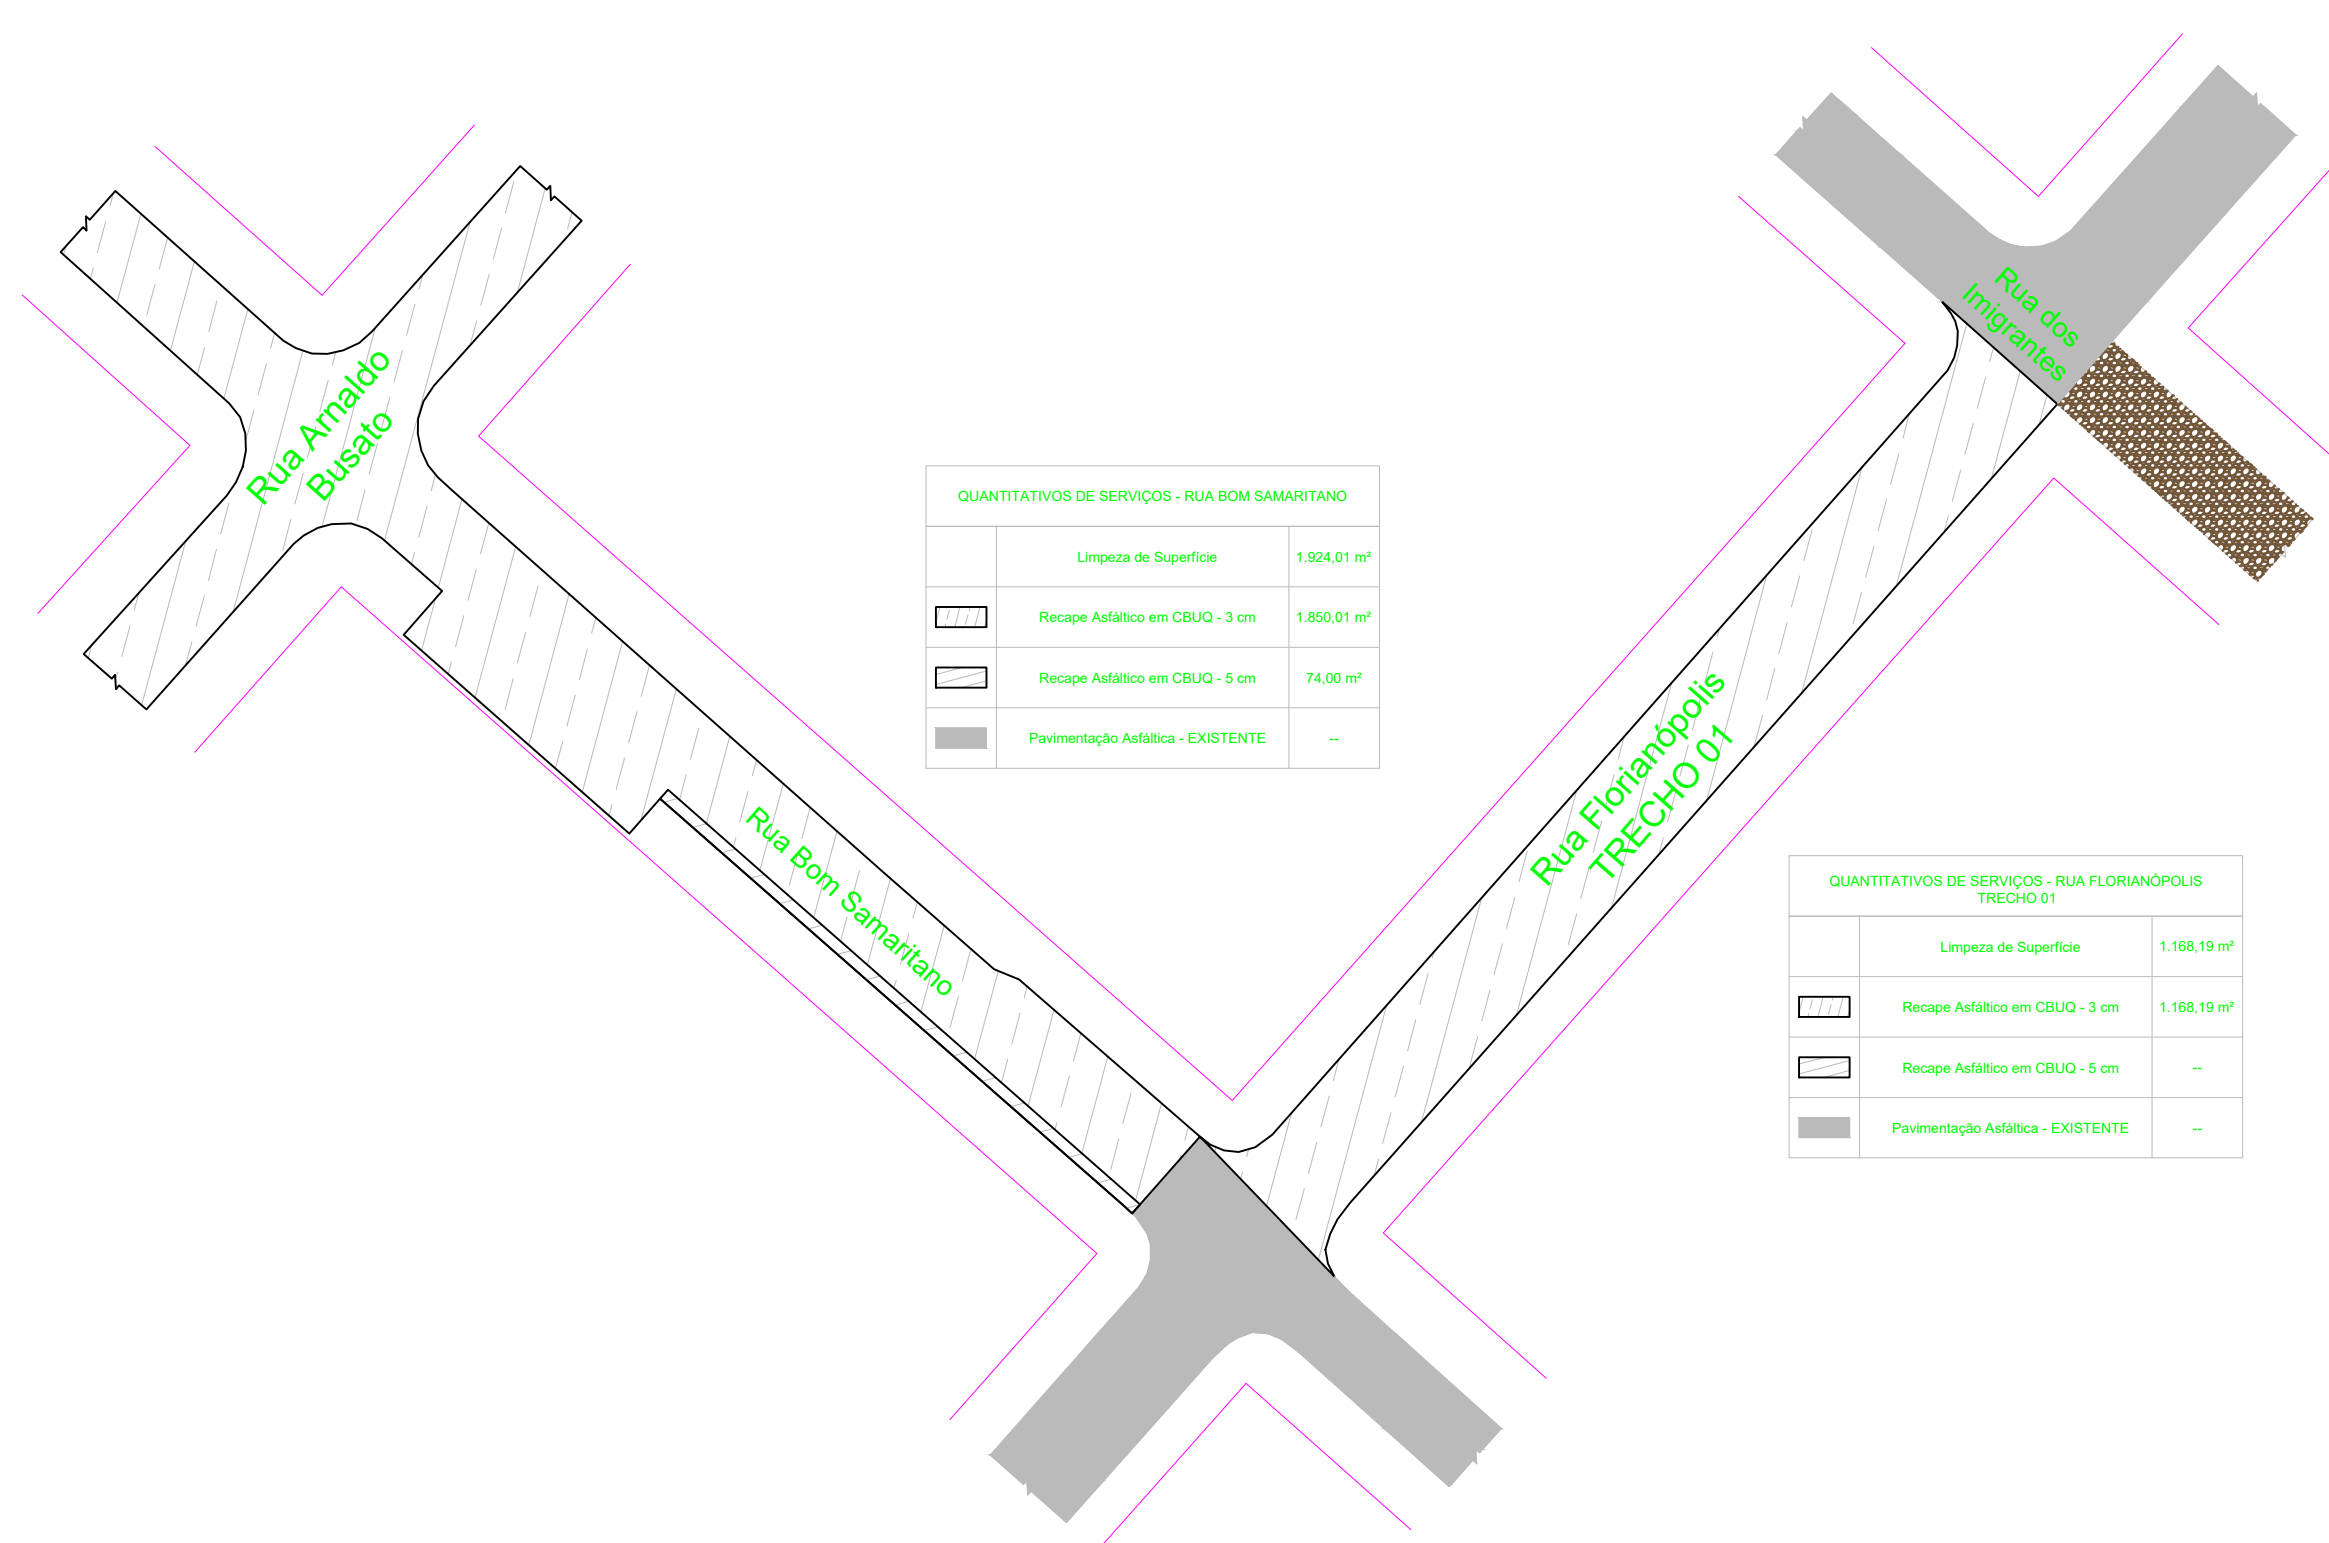 Rua Arnaldo
Busato
Rua dos
Imigrantes
QUANTITATIVOS DE SERVIÇOS - RUA BOM SAMARITANO
Limpeza de Superfície 1.924,01 m²
Recape Asfáltico em CBUQ - 3 cm 1.850,01 m²
Recape Asfáltico em CBUQ - 5 cm 74,00 m²
Pavimentação Asfáltica - EXISTENTE --
Rua Bom Samaritano
Rua Florianópolis
TRECHO 01
QUANTITATIVOS DE SERVIÇOS - RUA FLORIANÓPOLIS
TRECHO 01
Limpeza de Superfície 1.168,19 m²
Recape Asfáltico em CBUQ - 3 cm 1.168,19 m²
Recape Asfáltico em CBUQ - 5 cm --
Pavimentação Asfáltica - EXISTENTE --